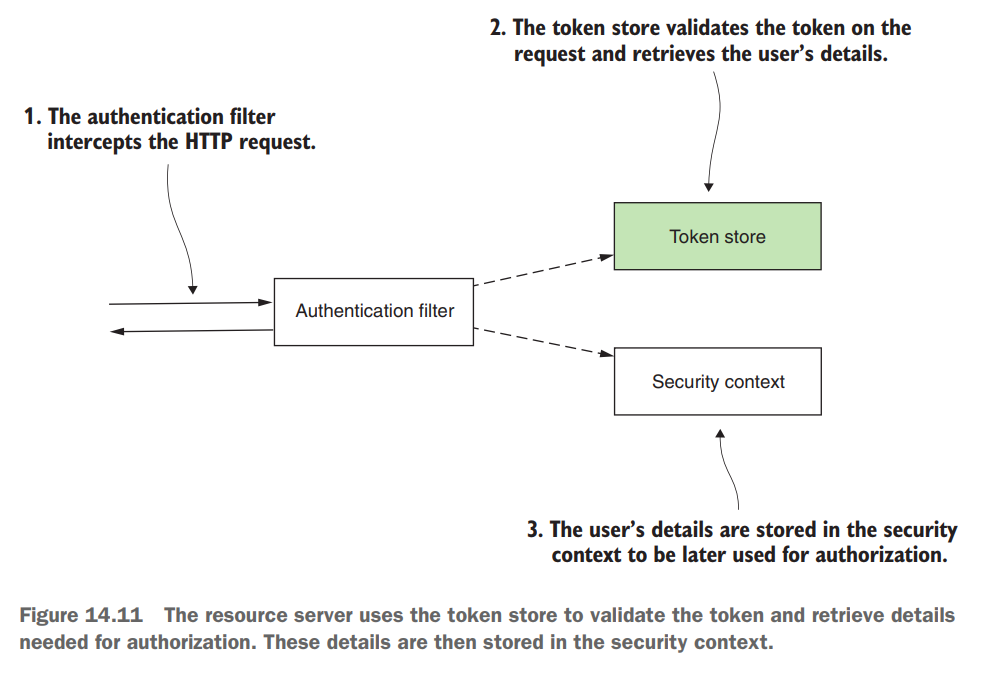 2. The token store validates the token on the
request and retrieves the user’s details.
1. The authentication filter
intercepts the HTTP request.
Token store
Authentication filter
Security context
3. The user’s details are stored in the security
context to be later used for authorization.
Figure 14.11 The resource server uses the token store to validate the token and retrieve details
needed for authorization. These details are then stored in the security context.